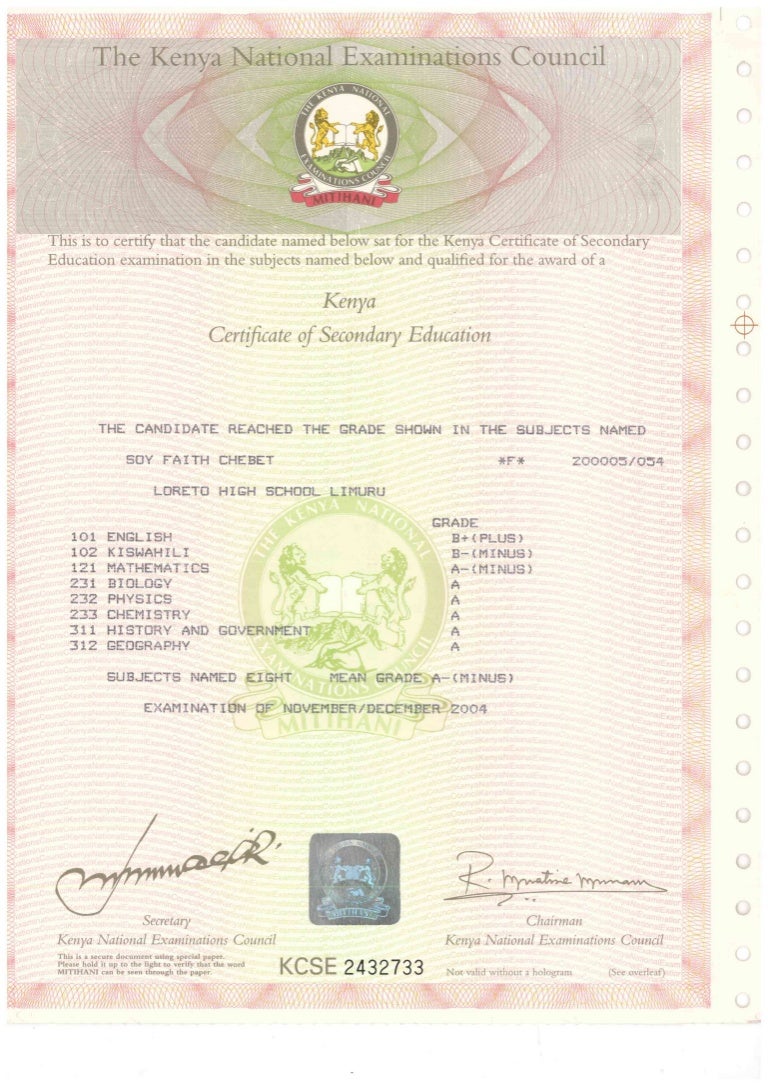 The Kenya National Examinations Council
THE KENYA NATIONAL
EXAMINATIONS COUNCIL
MITIHANI
This is to certify that the candidate named below sat for the Kenya Certificate of Secondary
Education examination in the subjects named below and qualified for the award of a
Kenya
Certificate of Secondary Education
THE CANDIDATE REACHED THE GRADE SHOWN IN THE SUBJECTS NAMED
SOY FAITH CHEBET *F* 200005/054
LORETO HIGH SCHOOL LIMURU
GRADE
101 ENGLISH B+(PLUS)
102 KISWAHILI B-(MINUS)
121 MATHEMATICS A-(MINUS)
231 BIOLOGY A
232 PHYSICS A
233 CHEMISTRY A
311 HISTORY AND GOVERNMENT A
312 GEOGRAPHY A
SUBJECTS NAMED EIGHT MEAN GRADE A-(MINUS)
EXAMINATION OF NOVEMBER/DECEMBER 2004
THE KENYA NATIONAL
EXAMINATIONS COUNCIL
MITIHANI
MITIHANI
Secretary Chairman
Kenya National Examinations Council Kenya National Examinations Council
This is a secure document using special paper.
Please hold it up to the light to verify that the word
MITIHANI can be seen through the paper.
KCSE 2432733
Not valid without a hologram (See overleaf)